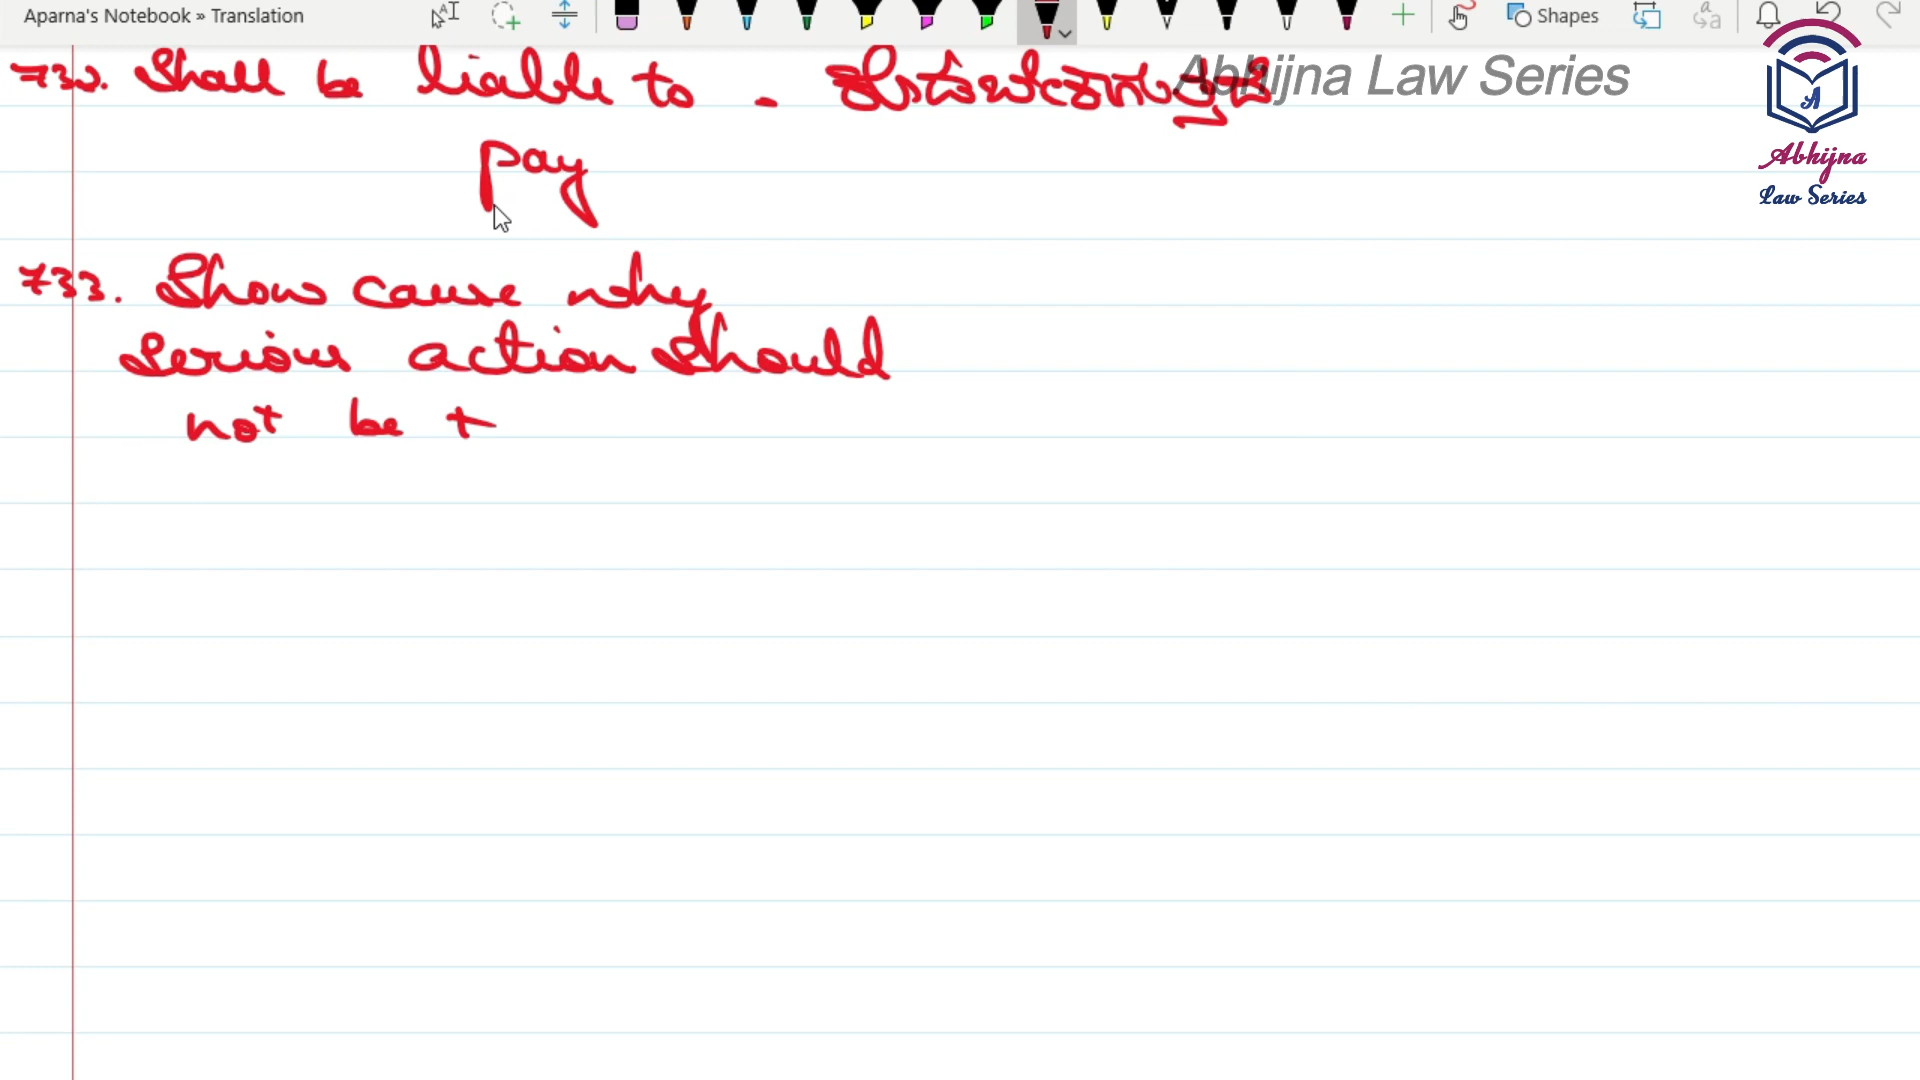 Aparna's Notebook » Translation
Shapes
732. Shall be liable to -
pay
Abhijna Law Series
A
Abhijna
Law Series
733. Show cause why
serious action should
not be t